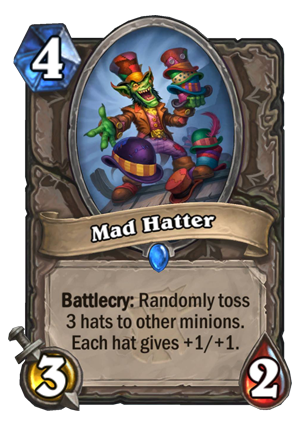 4
Mad Hatter
Battlecry: Randomly toss
3 hats to other minions.
Each hat gives +1/+1.
3
2